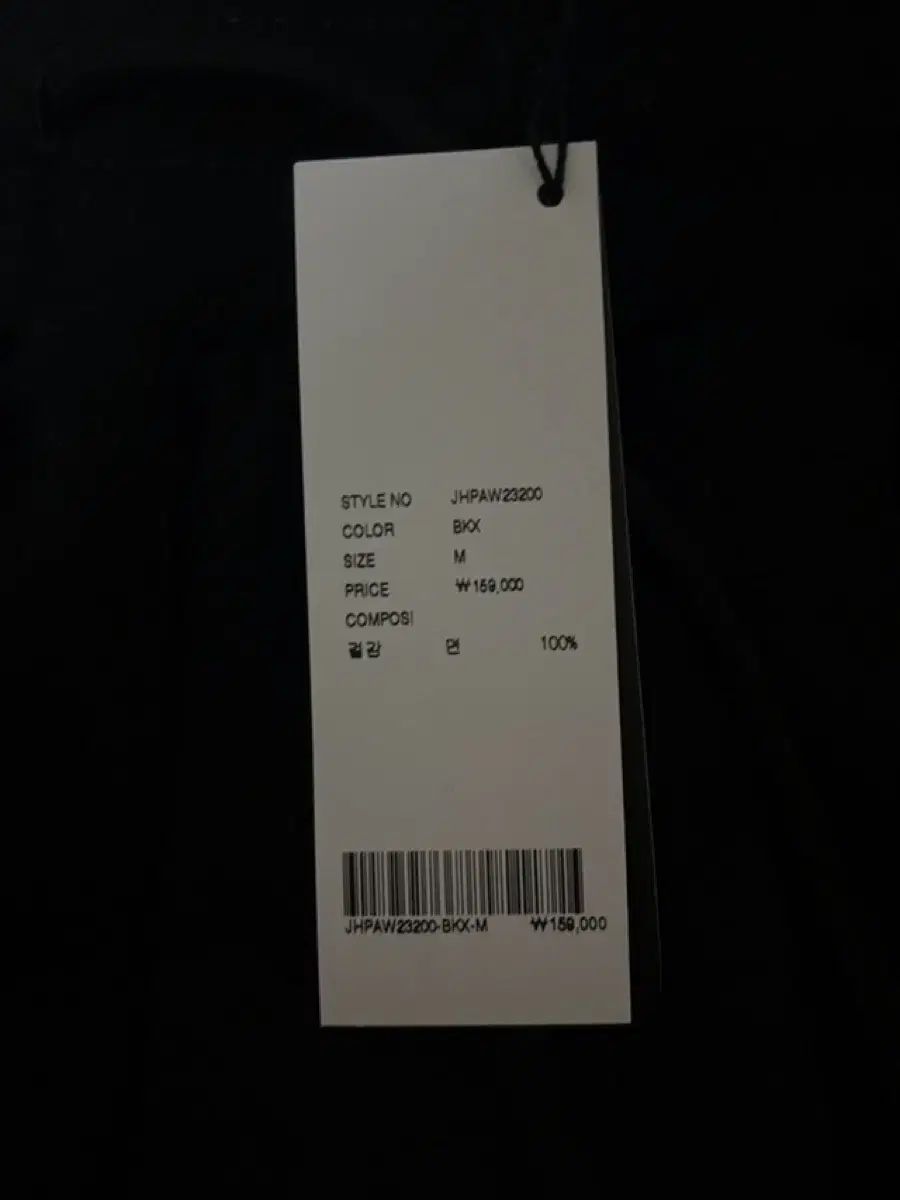 STYLE NO JHPAW23200
COLOR BKX
SIZE M
PRICE ₩159,000
COMPOSI
겉감 면 100%
JHPAW23200-BKX-M ₩159,000